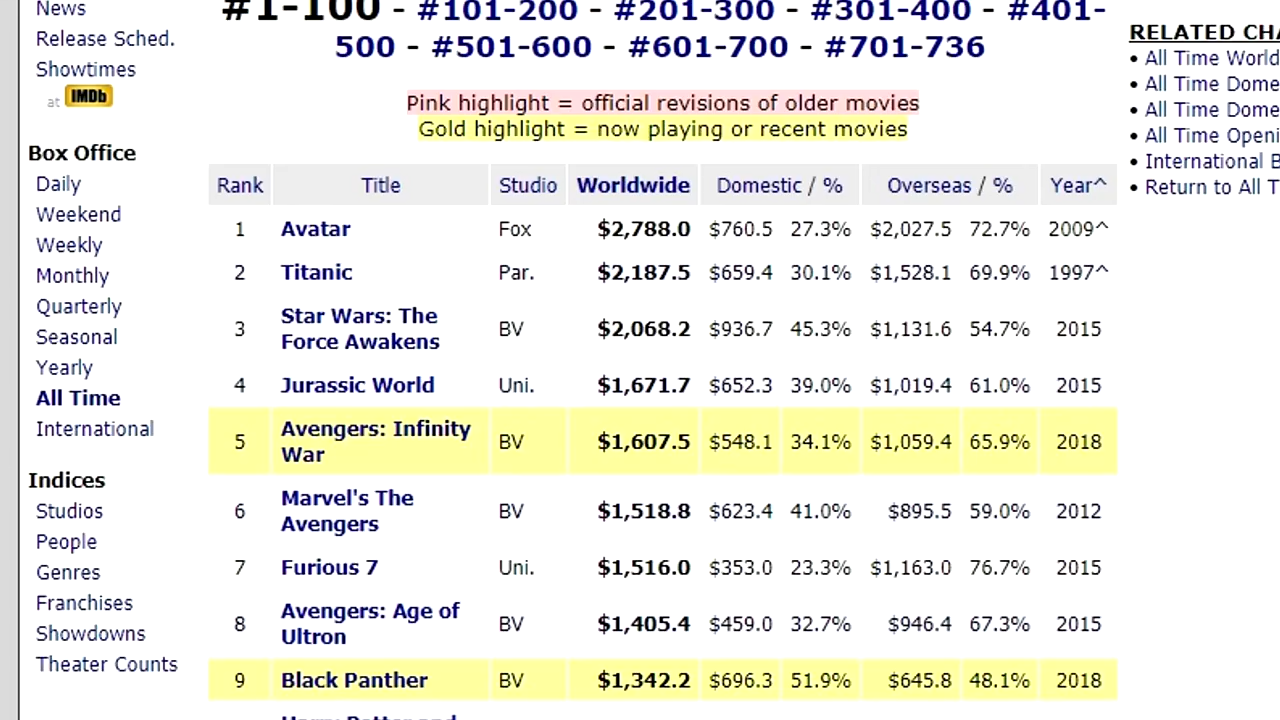 News
Release Sched.
Showtimes
at IMDb
Box Office
Daily
Weekend
Weekly
Monthly
Quarterly
Seasonal
Yearly
All Time
International
Indices
Studios
People
Genres
Franchises
Showdowns
Theater Counts
#1-100 - #101-200 - #201-300 - #301-400 - #401-
500 - #501-600 - #601-700 - #701-736
Pink highlight = official revisions of older movies
Gold highlight = now playing or recent movies
Rank Title Studio Worldwide Domestic / % Overseas / % Year^
1 Avatar Fox $2,788.0 $760.5 27.3% $2,027.5 72.7% 2009^
2 Titanic Par. $2,187.5 $659.4 30.1% $1,528.1 69.9% 1997^
3 Star Wars: The Force Awakens BV $2,068.2 $936.7 45.3% $1,131.6 54.7% 2015
4 Jurassic World Uni. $1,671.7 $652.3 39.0% $1,019.4 61.0% 2015
5 Avengers: Infinity War BV $1,607.5 $548.1 34.1% $1,059.4 65.9% 2018
6 Marvel's The Avengers BV $1,518.8 $623.4 41.0% $895.5 59.0% 2012
7 Furious 7 Uni. $1,516.0 $353.0 23.3% $1,163.0 76.7% 2015
8 Avengers: Age of Ultron BV $1,405.4 $459.0 32.7% $946.4 67.3% 2015
9 Black Panther BV $1,342.2 $696.3 51.9% $645.8 48.1% 2018
Harry Potter and
RELATED CHA
• All Time World
• All Time Dome
• All Time Dome
• All Time Openi
• International B
• Return to All T